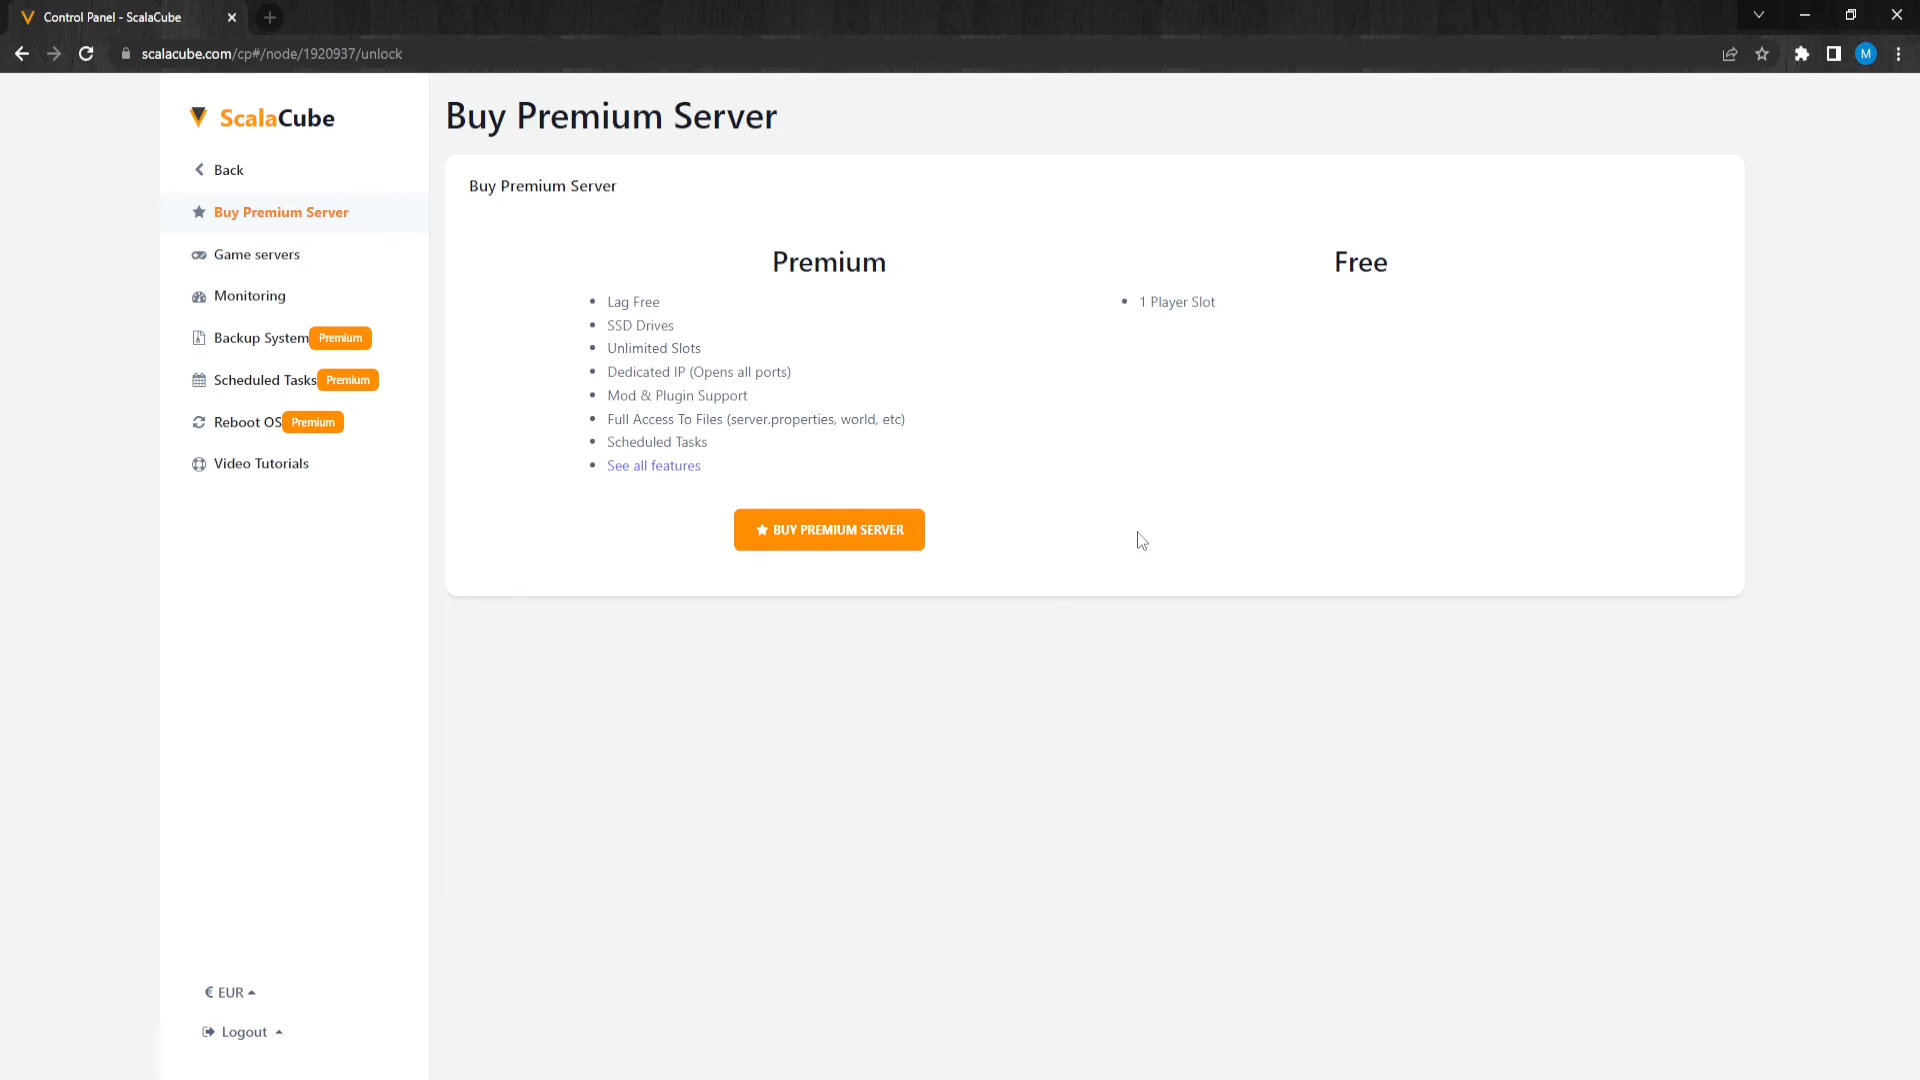 Control Panel - ScalaCube
scalacube.com/cp#/node/1920937/unlock
M
ScalaCube
Back
Buy Premium Server
Game servers
Monitoring
Backup System Premium
Scheduled Tasks Premium
Reboot OS Premium
Video Tutorials
€ EUR
Logout
Buy Premium Server
Buy Premium Server
Premium
Lag Free
SSD Drives
Unlimited Slots
Dedicated IP (Opens all ports)
Mod & Plugin Support
Full Access To Files (server.properties, world, etc)
Scheduled Tasks
See all features
BUY PREMIUM SERVER
Free
1 Player Slot